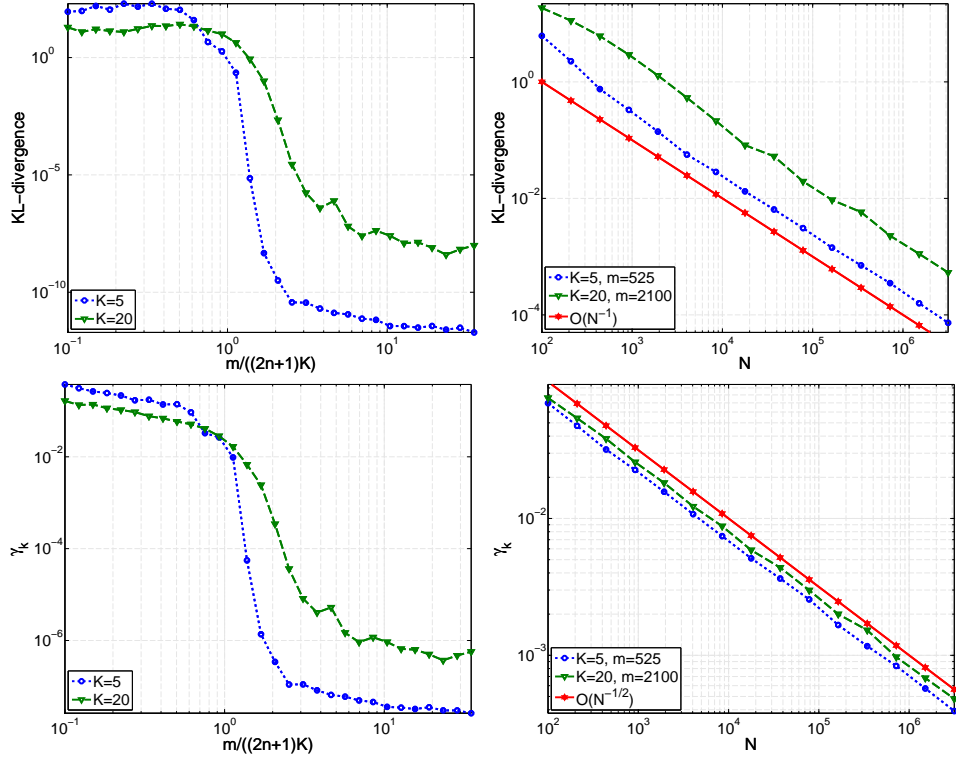 10^0
10^−5
10^−10
KL−divergence
K=5
K=20
10^−1
10^0
10^1
m/((2n+1)K)
10^0
10^−2
10^−4
KL−divergence
K=5, m=525
K=20, m=2100
O(N^−1)
10^2
10^3
10^4
10^5
10^6
N
10^−2
10^−4
10^−6
γ_k
K=5
K=20
10^−1
10^0
10^1
m/((2n+1)K)
10^−2
10^−3
γ_k
K=5, m=525
K=20, m=2100
O(N^−1/2)
10^2
10^3
10^4
10^5
10^6
N